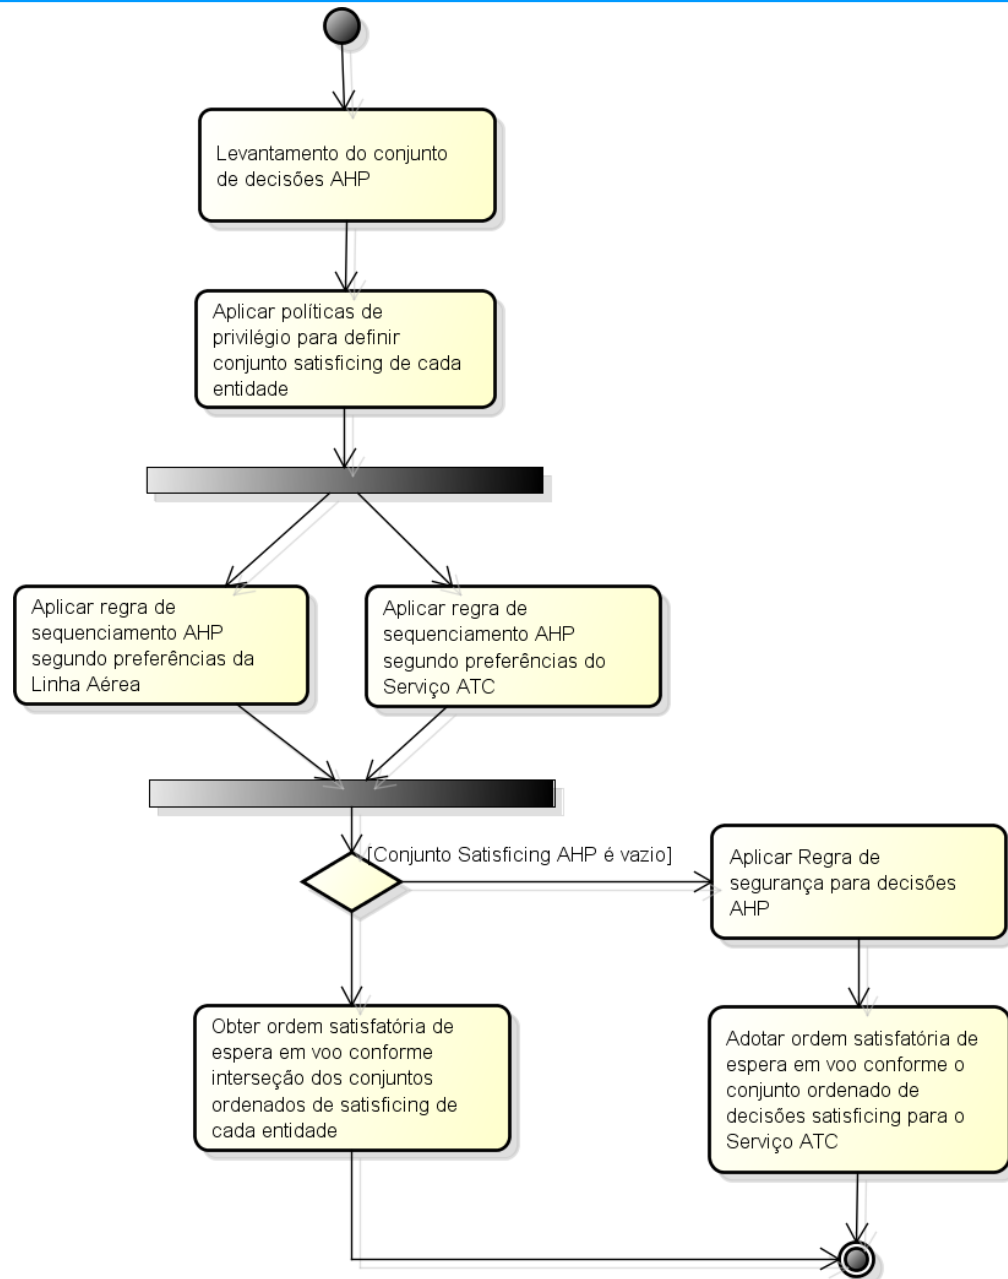 Levantamento do conjunto
de decisões AHP
Aplicar políticas de
privilégio para definir
conjunto satisficing de cada
entidade
Aplicar regra de
sequenciamento AHP
segundo preferências da
Linha Aérea
Aplicar regra de
sequenciamento AHP
segundo preferências do
Serviço ATC
[Conjunto Satisficing AHP é vazio]
Aplicar Regra de
segurança para decisões
AHP
Obter ordem satisfatória de
espera em voo conforme
interseção dos conjuntos
ordenados de satisficing de
cada entidade
Adotar ordem satisfatória de
espera em voo conforme o
conjunto ordenado de
decisões satisficing para o
Serviço ATC